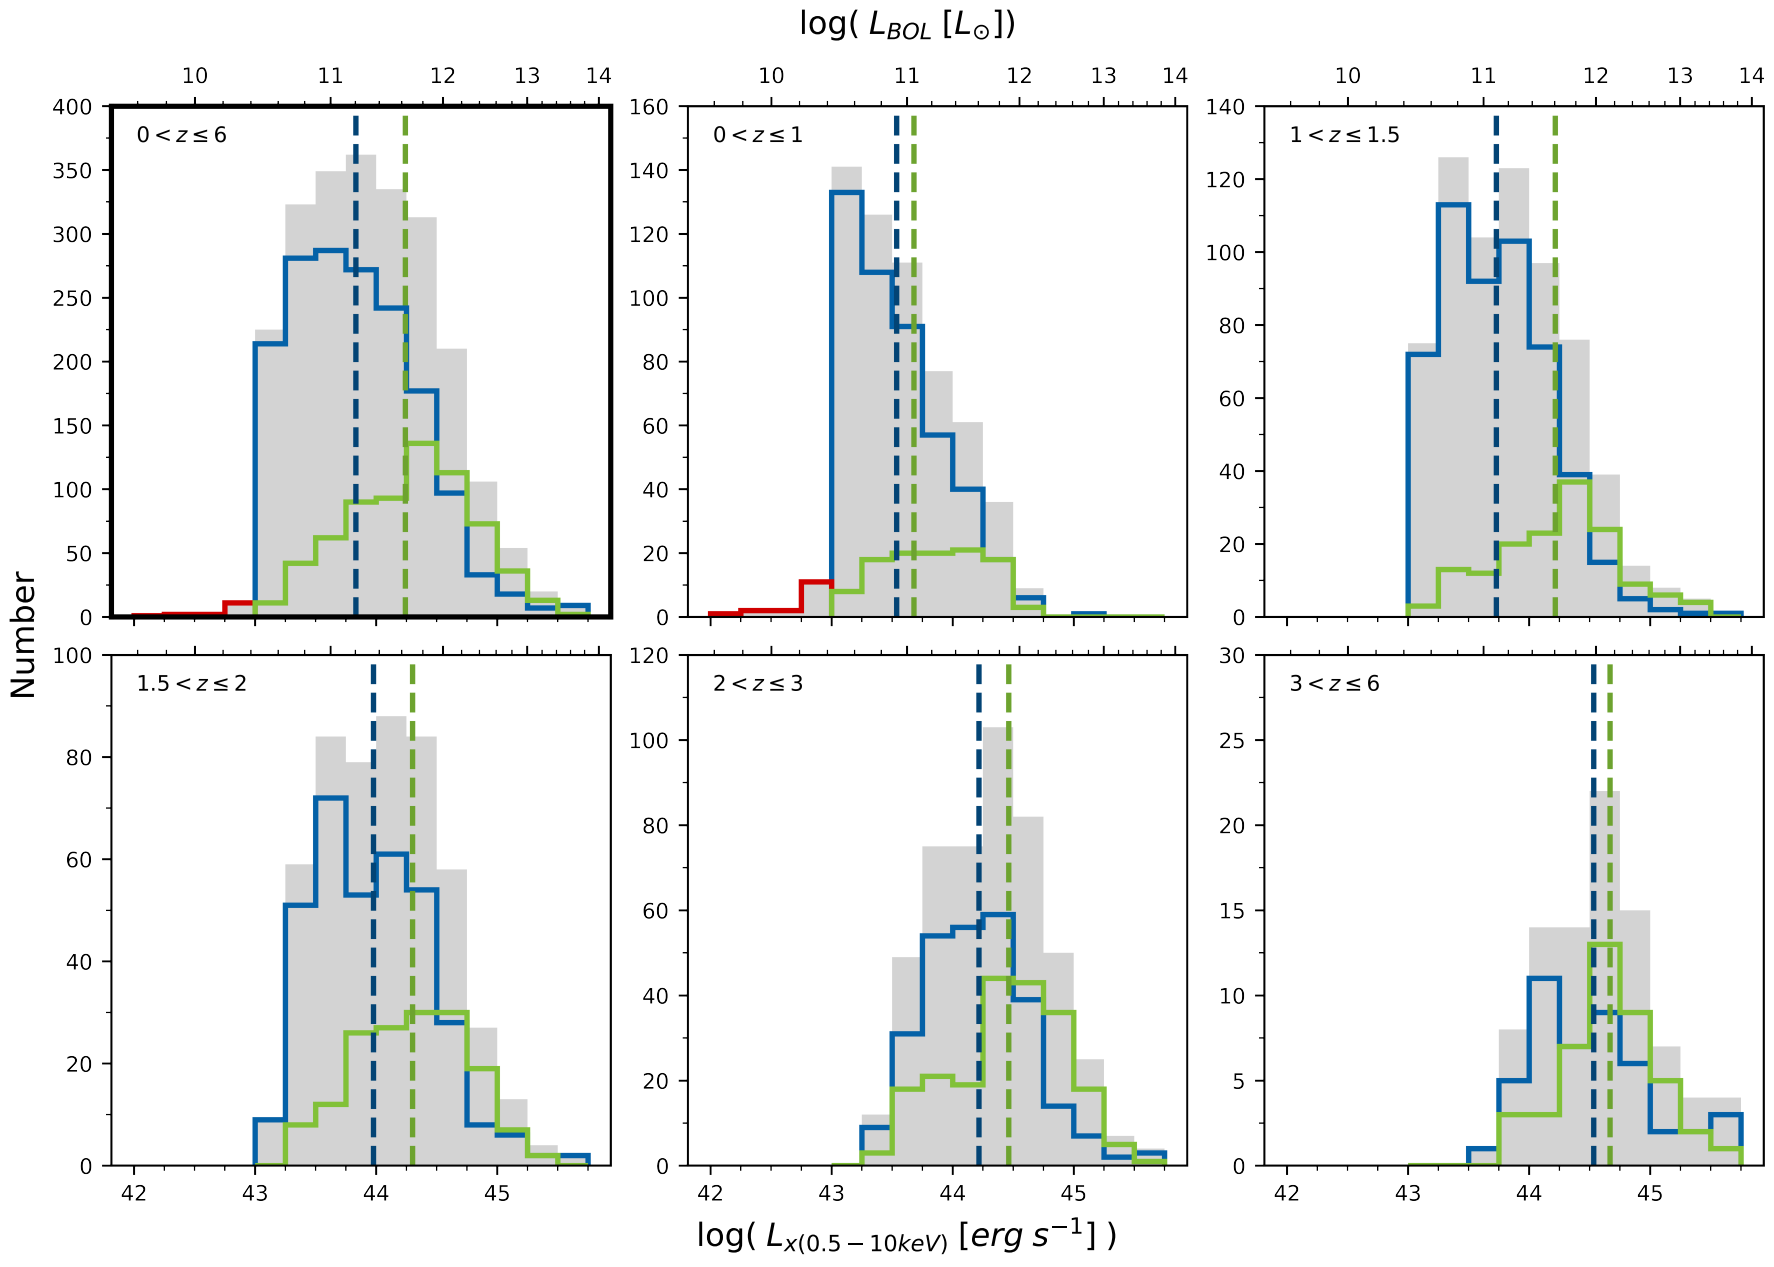 log( L_BOL [L_⊙])
10 11 12 13 14 10 11 12 13 14 10 11 12 13 14
400 350 300 250 200 150 100 50 0
0 < z ≤ 6
160 140 120 100 80 60 40 20 0
0 < z ≤ 1
140 120 100 80 60 40 20 0
1 < z ≤ 1.5
Number
100 80 60 40 20 0
1.5 < z ≤ 2
120 100 80 60 40 20 0
2 < z ≤ 3
30 25 20 15 10 5 0
3 < z ≤ 6
42 43 44 45 42 43 44 45 42 43 44 45
log( L_x(0.5 − 10keV) [erg s⁻¹] )